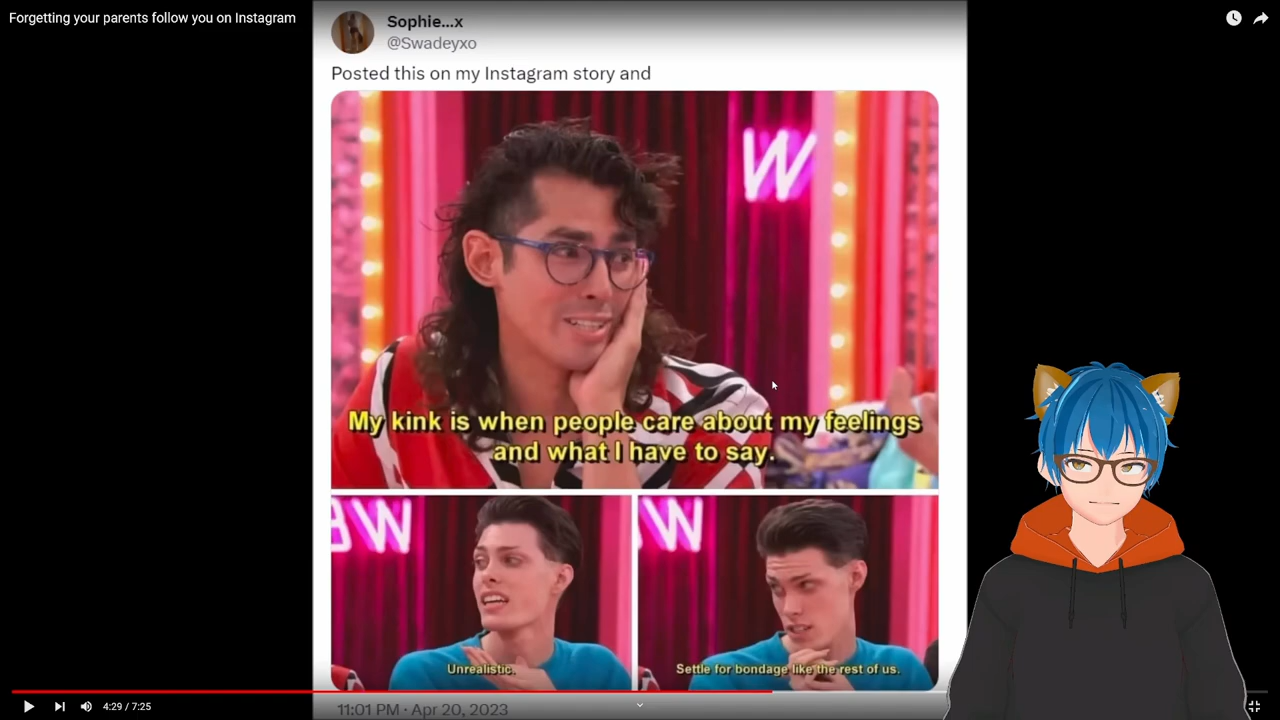 Forgetting your parents follow you on Instagram
Sophie...x
@Swadeyxo
Posted this on my Instagram story and
W
My kink is when people care about my feelings
and what I have to say.
W
W
Unrealistic.
Settle for bondage like the rest of us.
11:01 PM · Apr 20, 2023
4:29 / 7:25